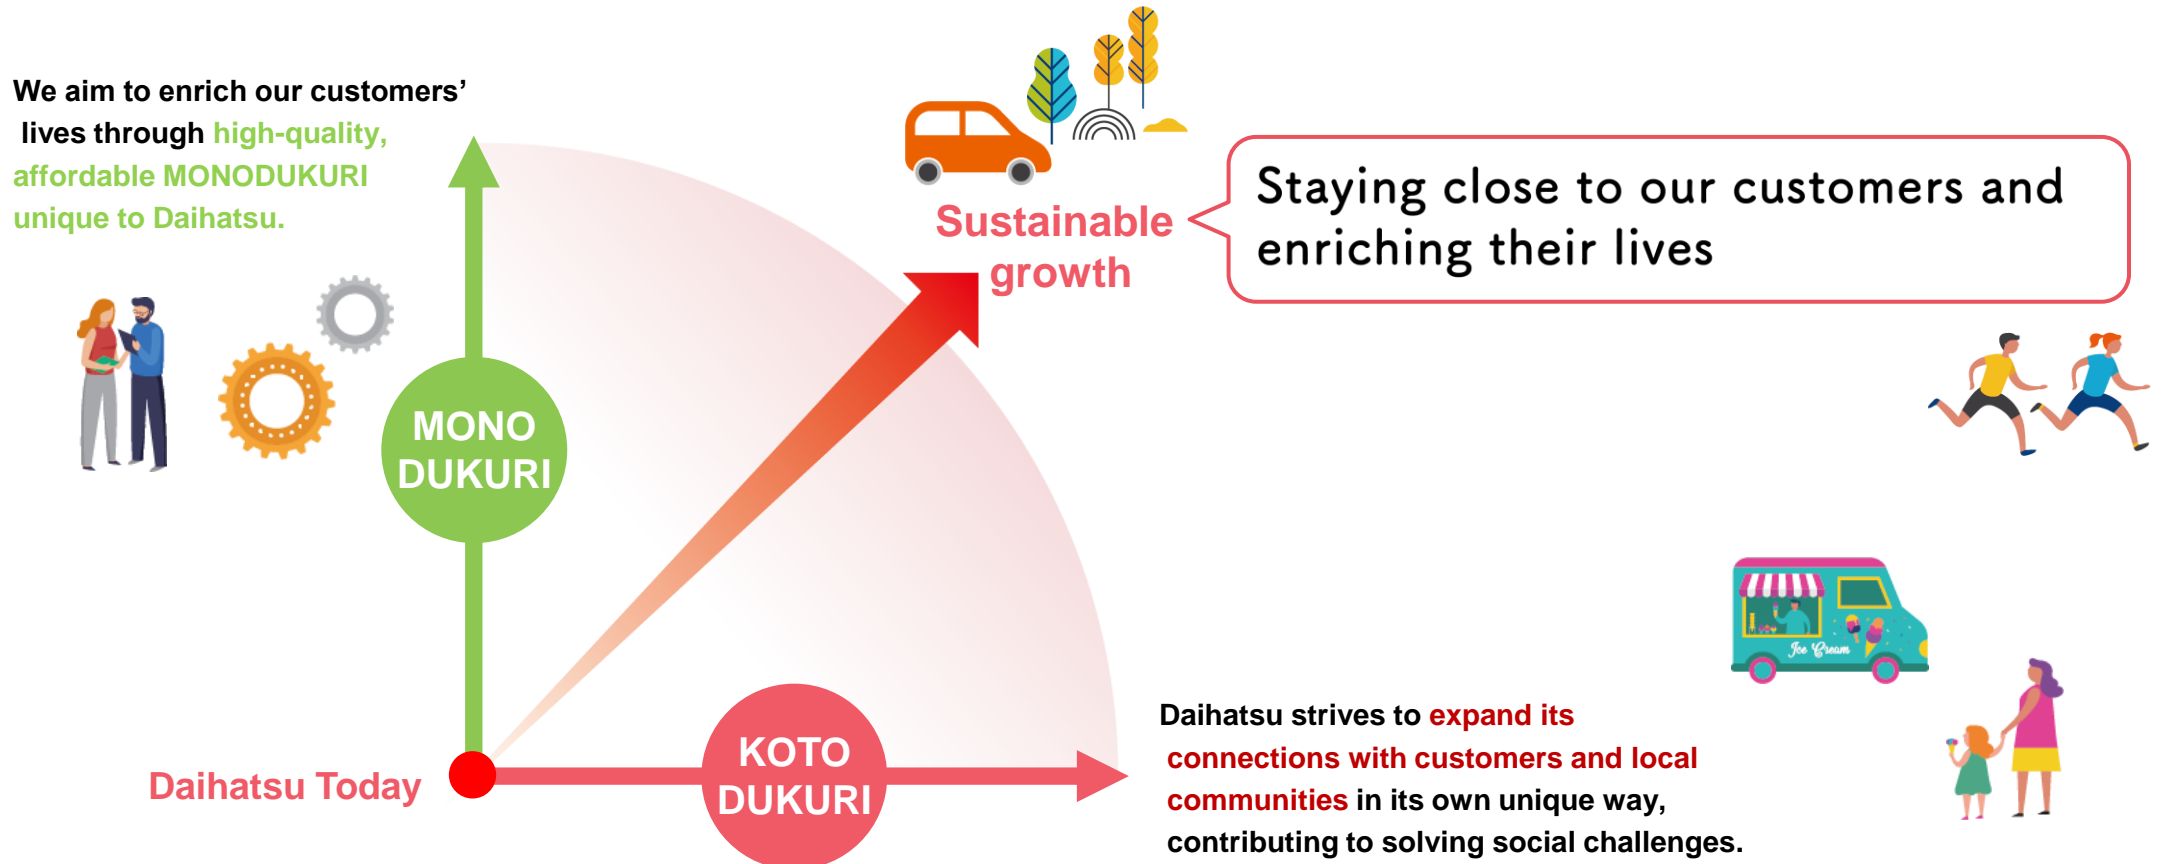 We aim to enrich our customers’
lives through high-quality,
affordable MONODUKURI
unique to Daihatsu.
Sustainable
growth
Staying close to our customers and
enriching their lives
MONO
DUKURI
Ice Cream
Daihatsu Today
KOTO
DUKURI
Daihatsu strives to expand its
connections with customers and local
communities in its own unique way,
contributing to solving social challenges.